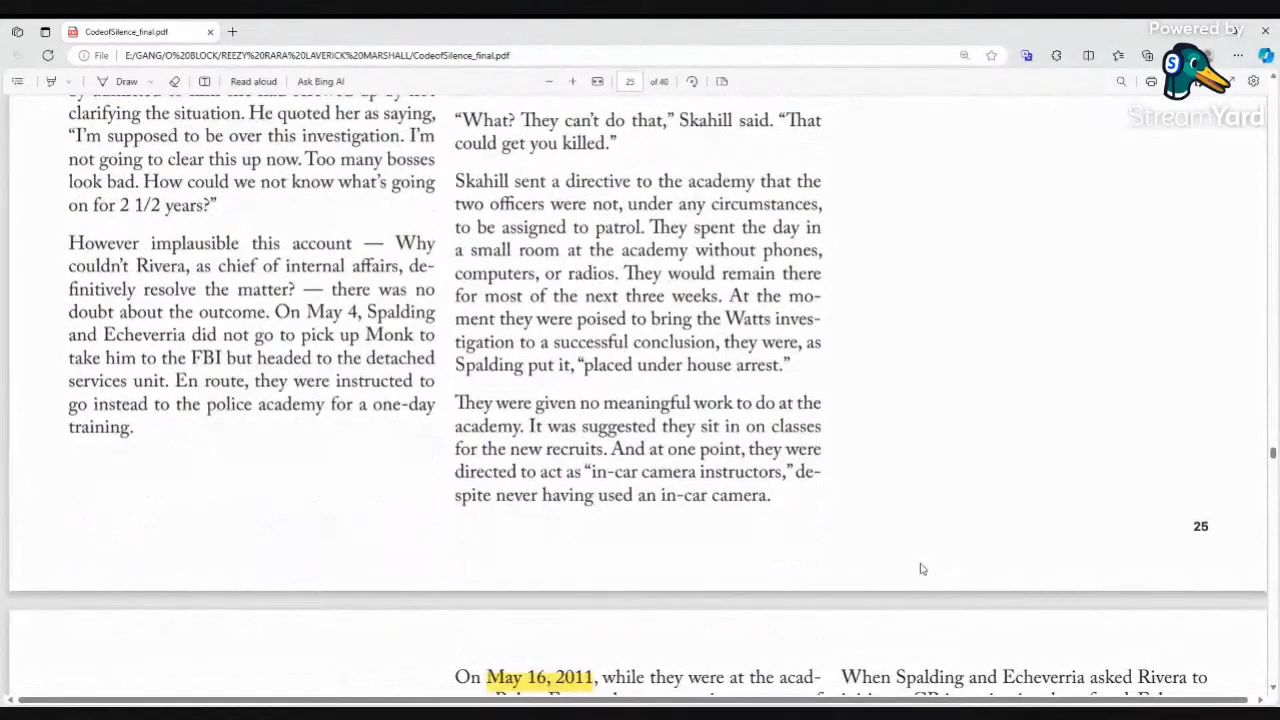 Powered by
StreamYard
CodeofSilence_final.pdf
File
E:/GANG/O%20BLOCK/REEZY%20RARA%20LAVERICK%20MARSHALL/CodeofSilence_final.pdf
Draw
Read aloud
Ask Bing AI
25
of 40
clarifying the situation. He quoted her as saying,
“I’m supposed to be over this investigation. I’m
not going to clear this up now. Too many bosses
look bad. How could we not know what’s going
on for 2 1/2 years?”
However implausible this account — Why
couldn’t Rivera, as chief of internal affairs, de-
finitively resolve the matter? — there was no
doubt about the outcome. On May 4, Spalding
and Echeverria did not go to pick up Monk to
take him to the FBI but headed to the detached
services unit. En route, they were instructed to
go instead to the police academy for a one-day
training.
“What? They can’t do that,” Skahill said. “That
could get you killed.”
Skahill sent a directive to the academy that the
two officers were not, under any circumstances,
to be assigned to patrol. They spent the day in
a small room at the academy without phones,
computers, or radios. They would remain there
for most of the next three weeks. At the mo-
ment they were poised to bring the Watts inves-
tigation to a successful conclusion, they were, as
Spalding put it, “placed under house arrest.”
They were given no meaningful work to do at the
academy. It was suggested they sit in on classes
for the new recruits. And at one point, they were
directed to act as “in-car camera instructors,” de-
spite never having used an in-car camera.
25
On May 16, 2011, while they were at the acad-
When Spalding and Echeverria asked Rivera to